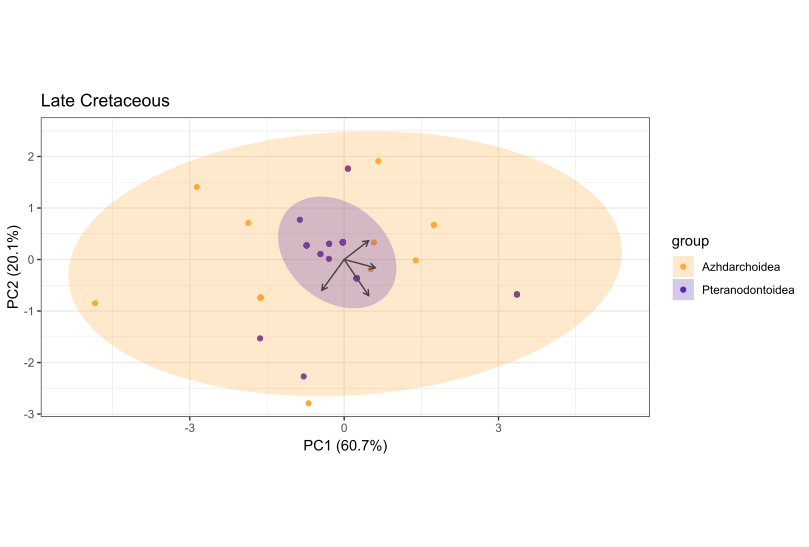 Late Cretaceous
PC2 (20.1%)
2
1
0
-1
-2
-3
-3
0
3
PC1 (60.7%)
group
Azhdarchoidea
Pteranodontoidea